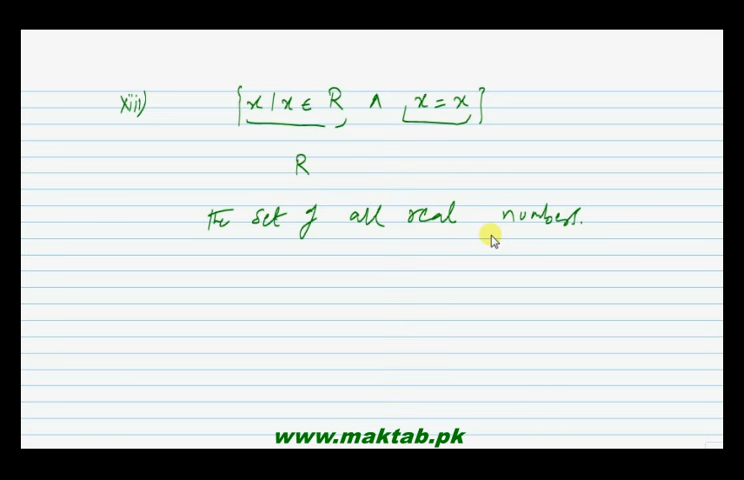 xiii) {x / x ∈ R ∧ x = x}
R
The set of all real numbers.
www.maktab.pk